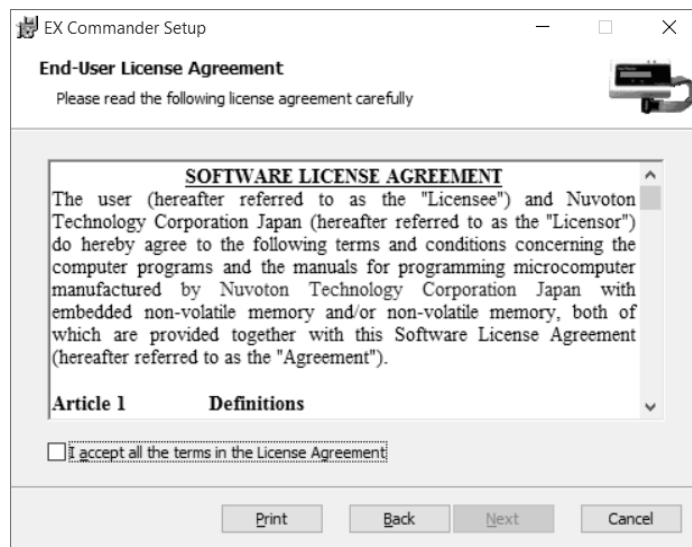 EX Commander Setup
End-User License Agreement
Please read the following license agreement carefully
SOFTWARE LICENSE AGREEMENT
The user (hereafter referred to as the "Licensee") and Nuvoton
Technology Corporation Japan (hereafter referred to as the "Licensor")
do hereby agree to the following terms and conditions concerning the
computer programs and the manuals for programming microcomputer
manufactured by Nuvoton Technology Corporation Japan with
embedded non-volatile memory and/or non-volatile memory, both of
which are provided together with this Software License Agreement
(hereafter referred to as the "Agreement").
Article 1 Definitions
I accept all the terms in the License Agreement
Print Back Next Cancel